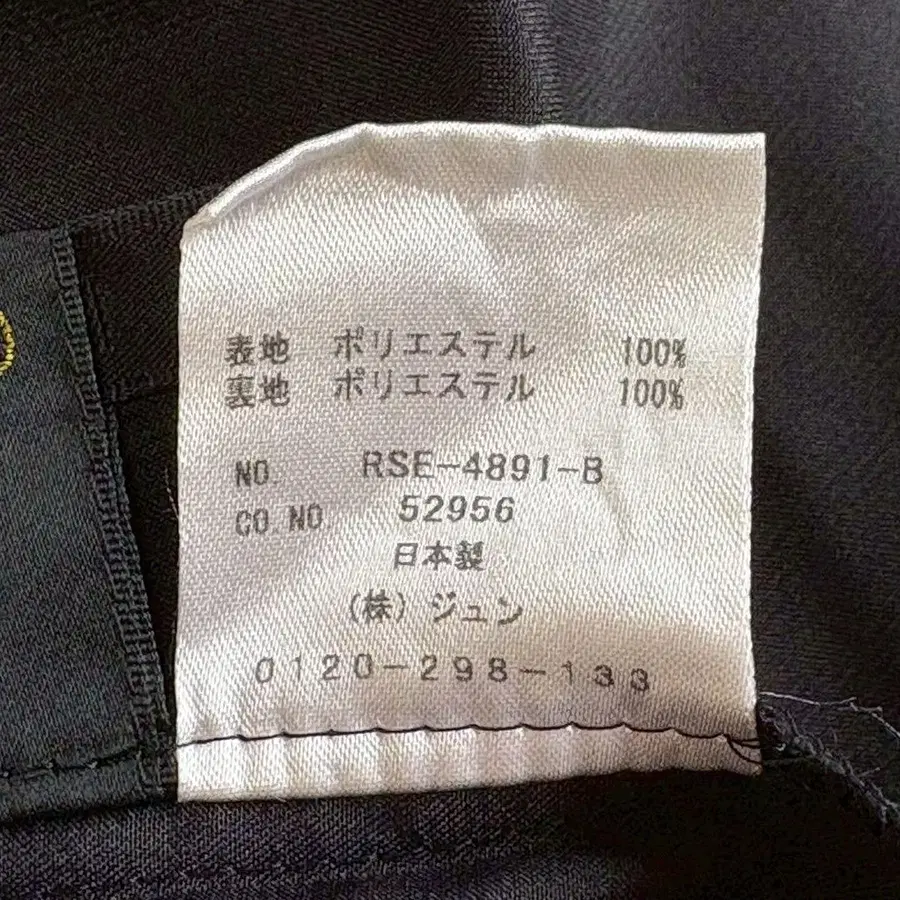 表地 ポリエステル 100%
裏地 ポリエステル 100%
NO. RSE-4891-B
CO.NO 52956
日本製
(株) ジュン
0120-298-133